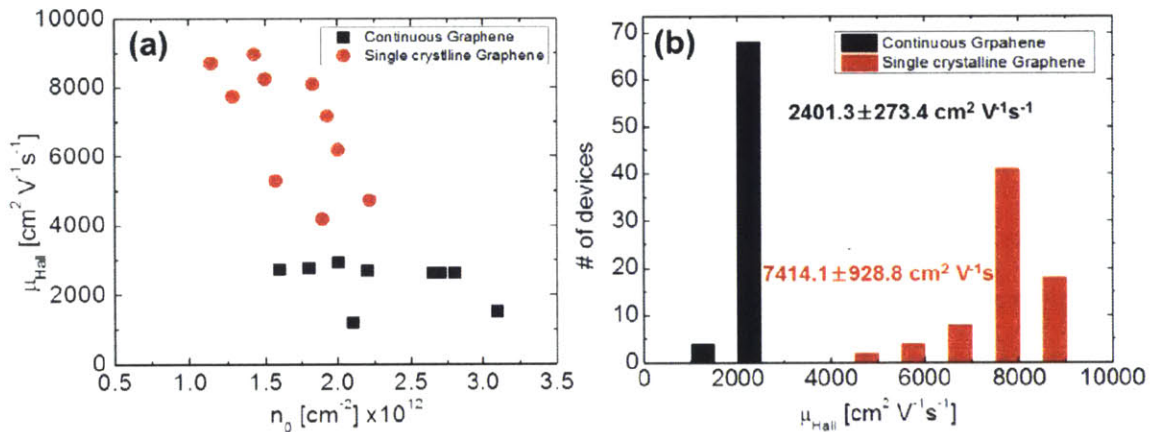 (a)
Continuous Graphene
Single crystlline Graphene
10000
8000
6000
4000
2000
0
μHall [cm² V⁻¹s⁻¹]
0.5 1.0 1.5 2.0 2.5 3.0 3.5
n₀ [cm⁻²] x10¹²
(b)
Continuous Grpahene
Single crystalline Graphene
2401.3±273.4 cm² V⁻¹s⁻¹
7414.1±928.8 cm² V⁻¹s
70
60
50
40
30
20
10
0
# of devices
0 2000 4000 6000 8000 10000
μHall [cm² V⁻¹s⁻¹]